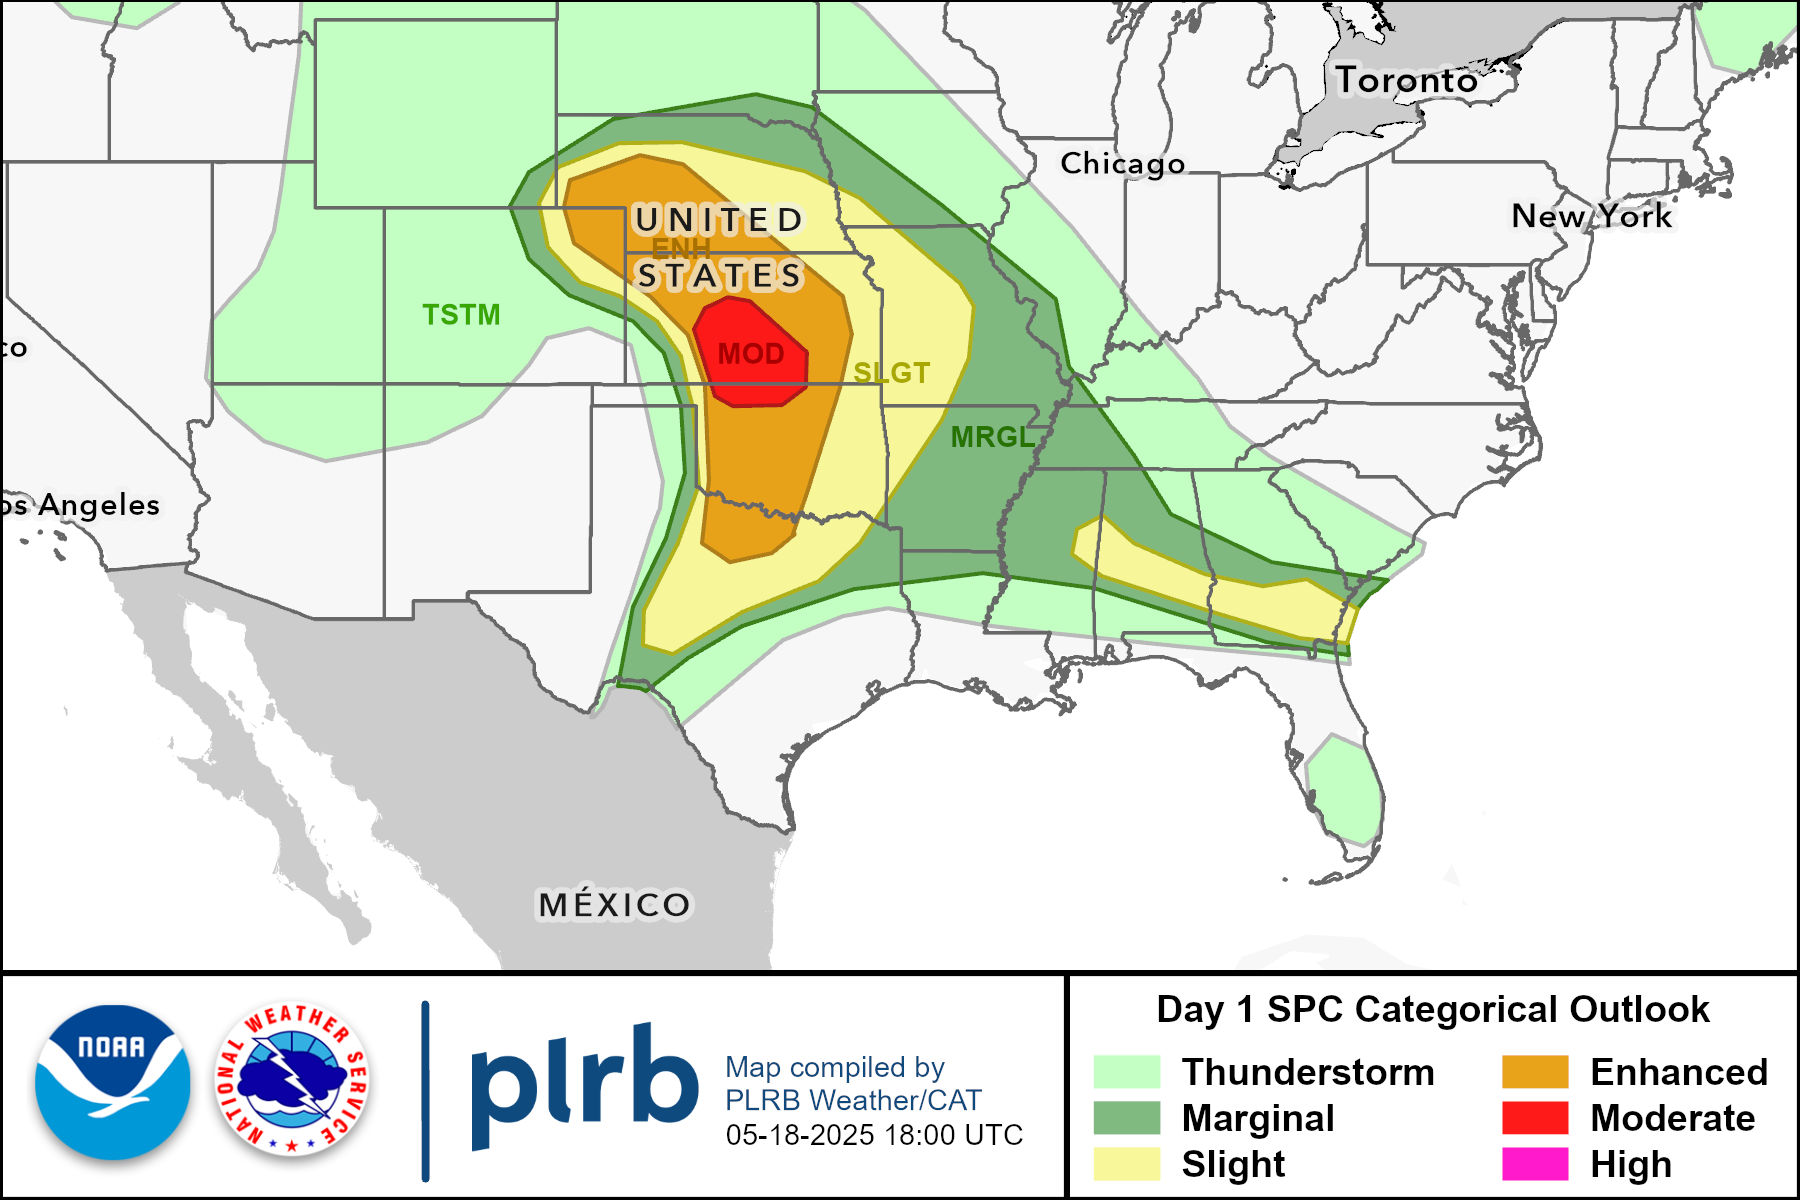 Toronto
Chicago
New York
UNITED
ENH
STATES
TSTM
co
MOD
SLGT
MRGL
os Angeles
MÉXICO
NOAA
NATIONAL WEATHER SERVICE
plrb
Map compiled by
PLRB Weather/CAT
05-18-2025 18:00 UTC
Day 1 SPC Categorical Outlook
Thunderstorm
Enhanced
Marginal
Moderate
Slight
High